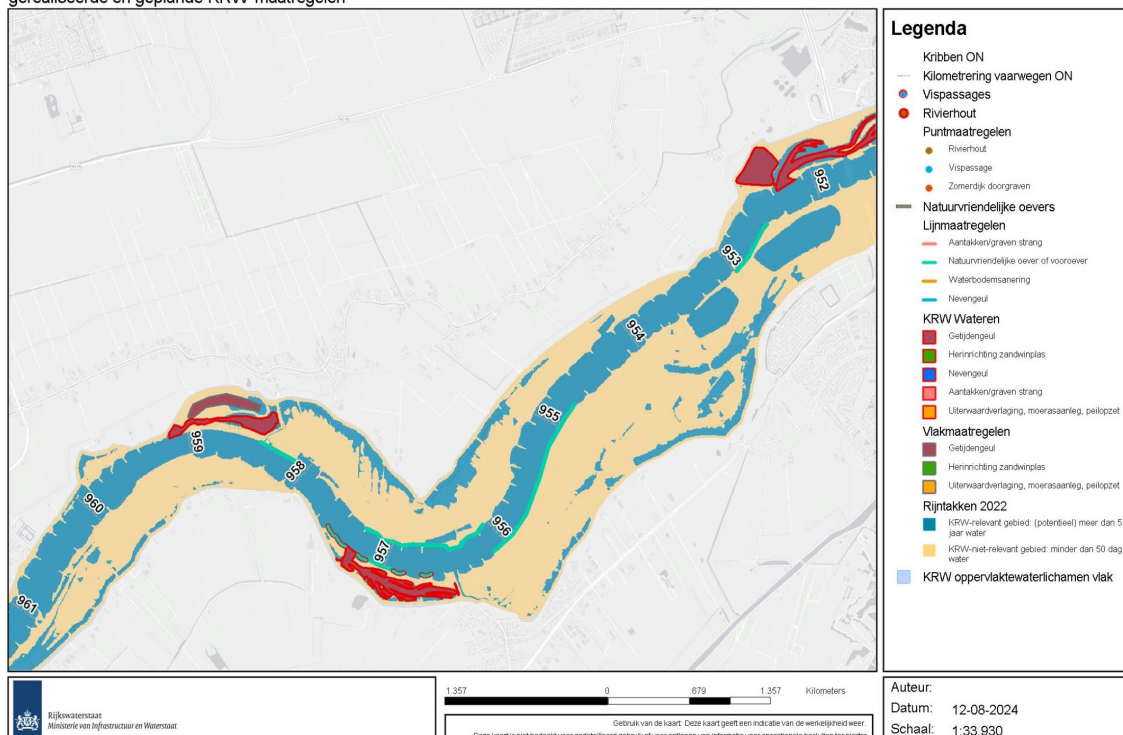 gerealiseerde en geplande KRW-maatregelen
952
953
954
955
956
957
958
959
960
961
Legenda
Kribben ON
Kilometrering vaarwegen ON
Vispassages
Rivierhout
Puntmaatregelen
Rivierhout
Vispassage
Zomerdijk doorgraven
Natuurvriendelijke oevers
Lijnmaatregelen
Aantakken/graven strang
Natuurvriendelijke oever of vooroever
Waterbodemsanering
Nevengeul
KRW Wateren
Getijdengeul
Herinrichting zandwinplas
Nevengeul
Aantakken/graven strang
Uiterwaardverlaging, moerasaanleg, peilopzet
Vlakmaatregelen
Getijdengeul
Herinrichting zandwinplas
Uiterwaardverlaging, moerasaanleg, peilopzet
Rijntakken 2022
KRW-relevant gebied: (potentieel) meer dan 5
jaar water
KRW-niet-relevant gebied: minder dan 50 dag
water
KRW oppervlaktewaterlichamen vlak
Rijkswaterstaat
Ministerie van Infrastructuur en Waterstaat
1.357 0 .679 1.357 Kilometers
Gebruik van de kaart: Deze kaart geeft een indicatie van de werkelijkheid weer.
Auteur:
Datum: 12-08-2024
Schaal: 1:33.930